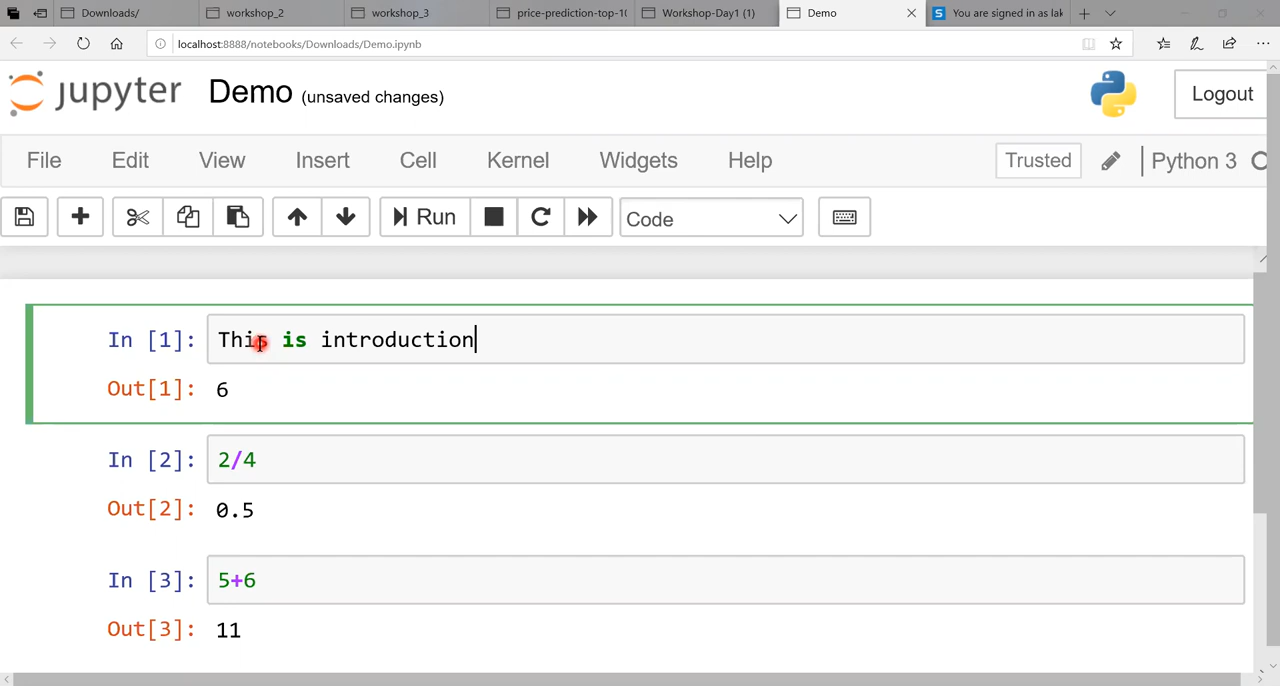 Downloads/ workshop_2 workshop_3 price-prediction-top-10 Workshop-Day1 (1) Demo You are signed in as lak
localhost:8888/notebooks/Downloads/Demo.ipynb
jupyter Demo (unsaved changes) Logout
File Edit View Insert Cell Kernel Widgets Help Trusted Python 3
Run Code
In [1]: This is introduction
Out[1]: 6
In [2]: 2/4
Out[2]: 0.5
In [3]: 5+6
Out[3]: 11